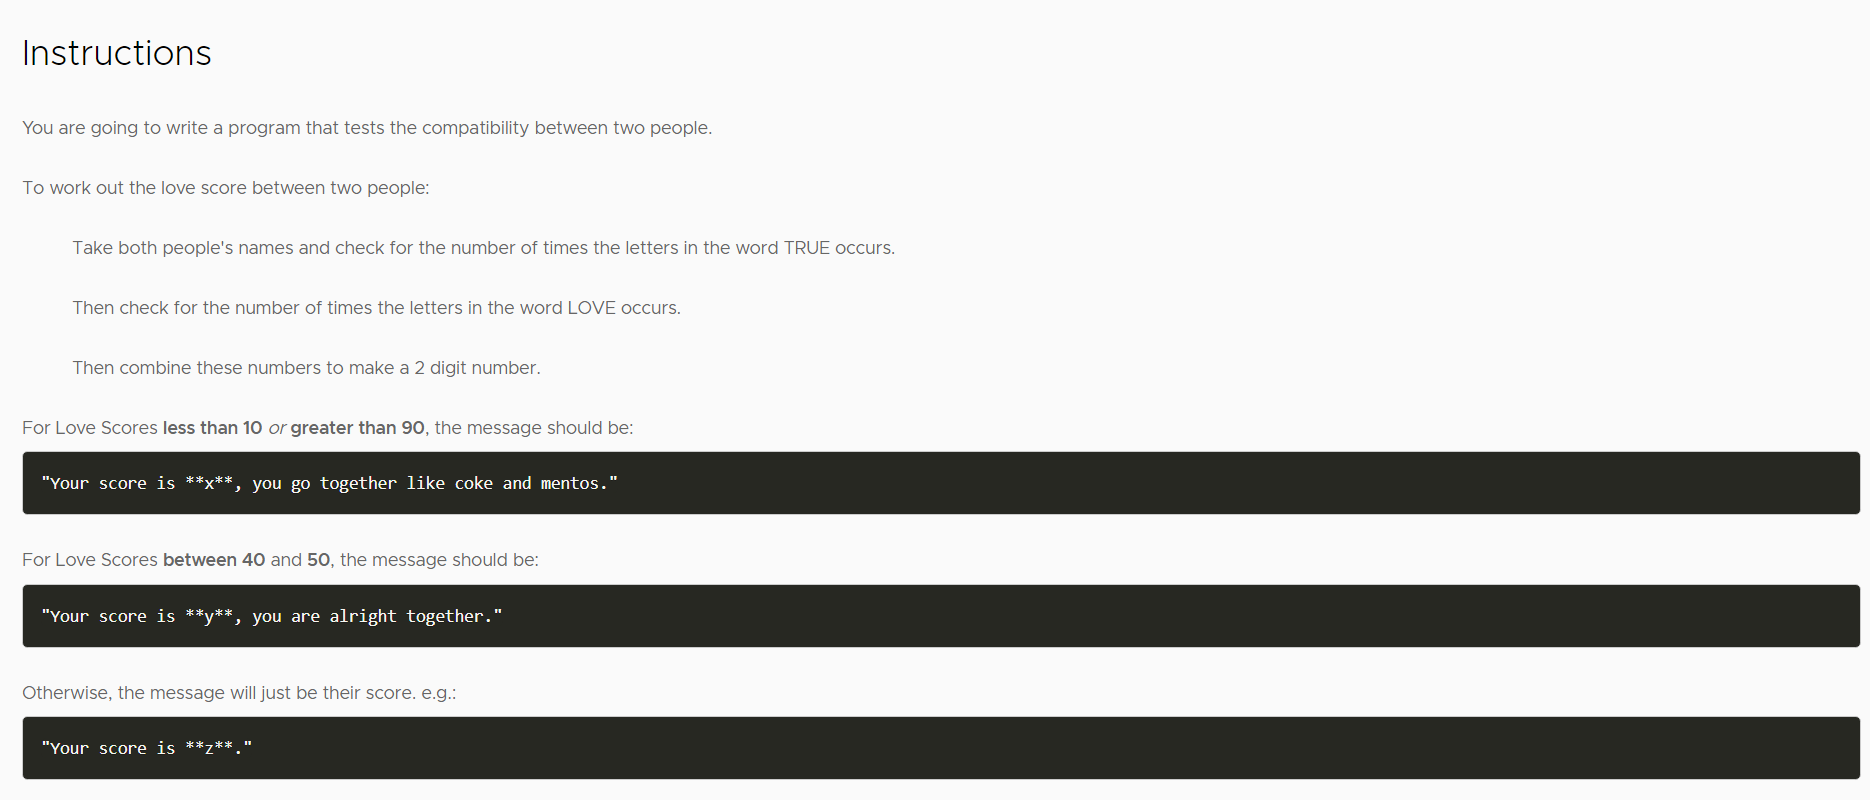 Instructions
You are going to write a program that tests the compatibility between two people.
To work out the love score between two people:
Take both people's names and check for the number of times the letters in the word TRUE occurs.
Then check for the number of times the letters in the word LOVE occurs.
Then combine these numbers to make a 2 digit number.
For Love Scores less than 10 or greater than 90, the message should be:
"Your score is **x**, you go together like coke and mentos."
For Love Scores between 40 and 50, the message should be:
"Your score is **y**, you are alright together."
Otherwise, the message will just be their score. e.g.:
"Your score is **z**."